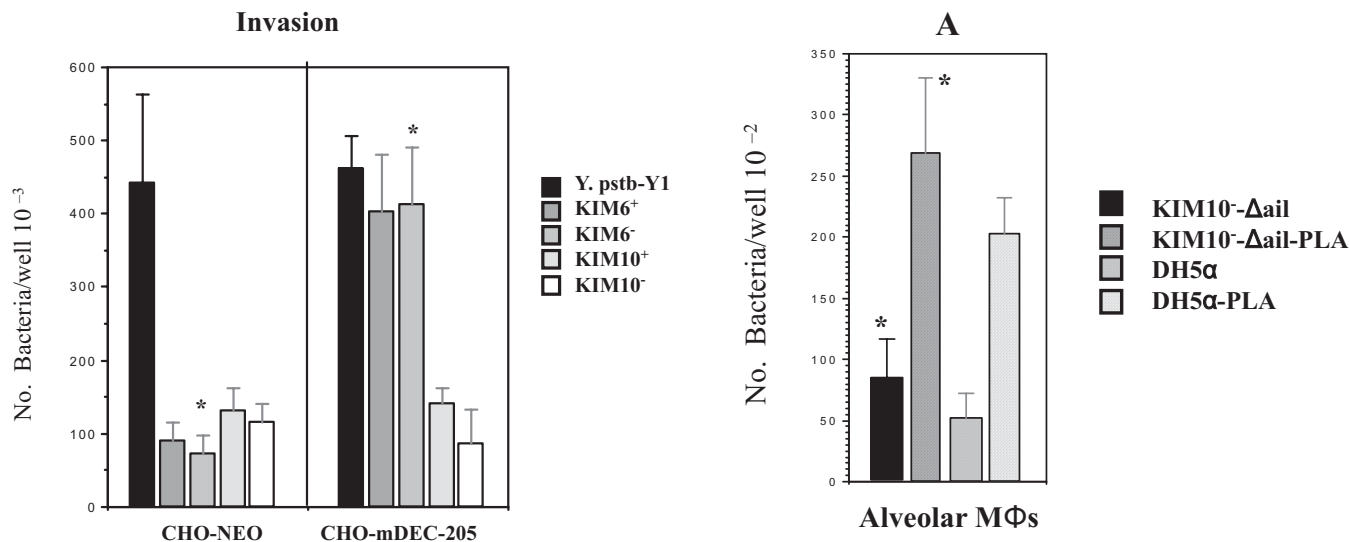 Invasion
No. Bacteria/well 10 –3
600
500
400
300
200
100
0
*
*
CHO-NEO
CHO-mDEC-205
Y. pstb-Y1
KIM6+
KIM6-
KIM10+
KIM10-
A
No. Bacteria/well 10 –2
350
300
250
200
150
100
50
0
*
*
Alveolar MΦs
KIM10--Δail
KIM10--Δail-PLA
DH5α
DH5α-PLA